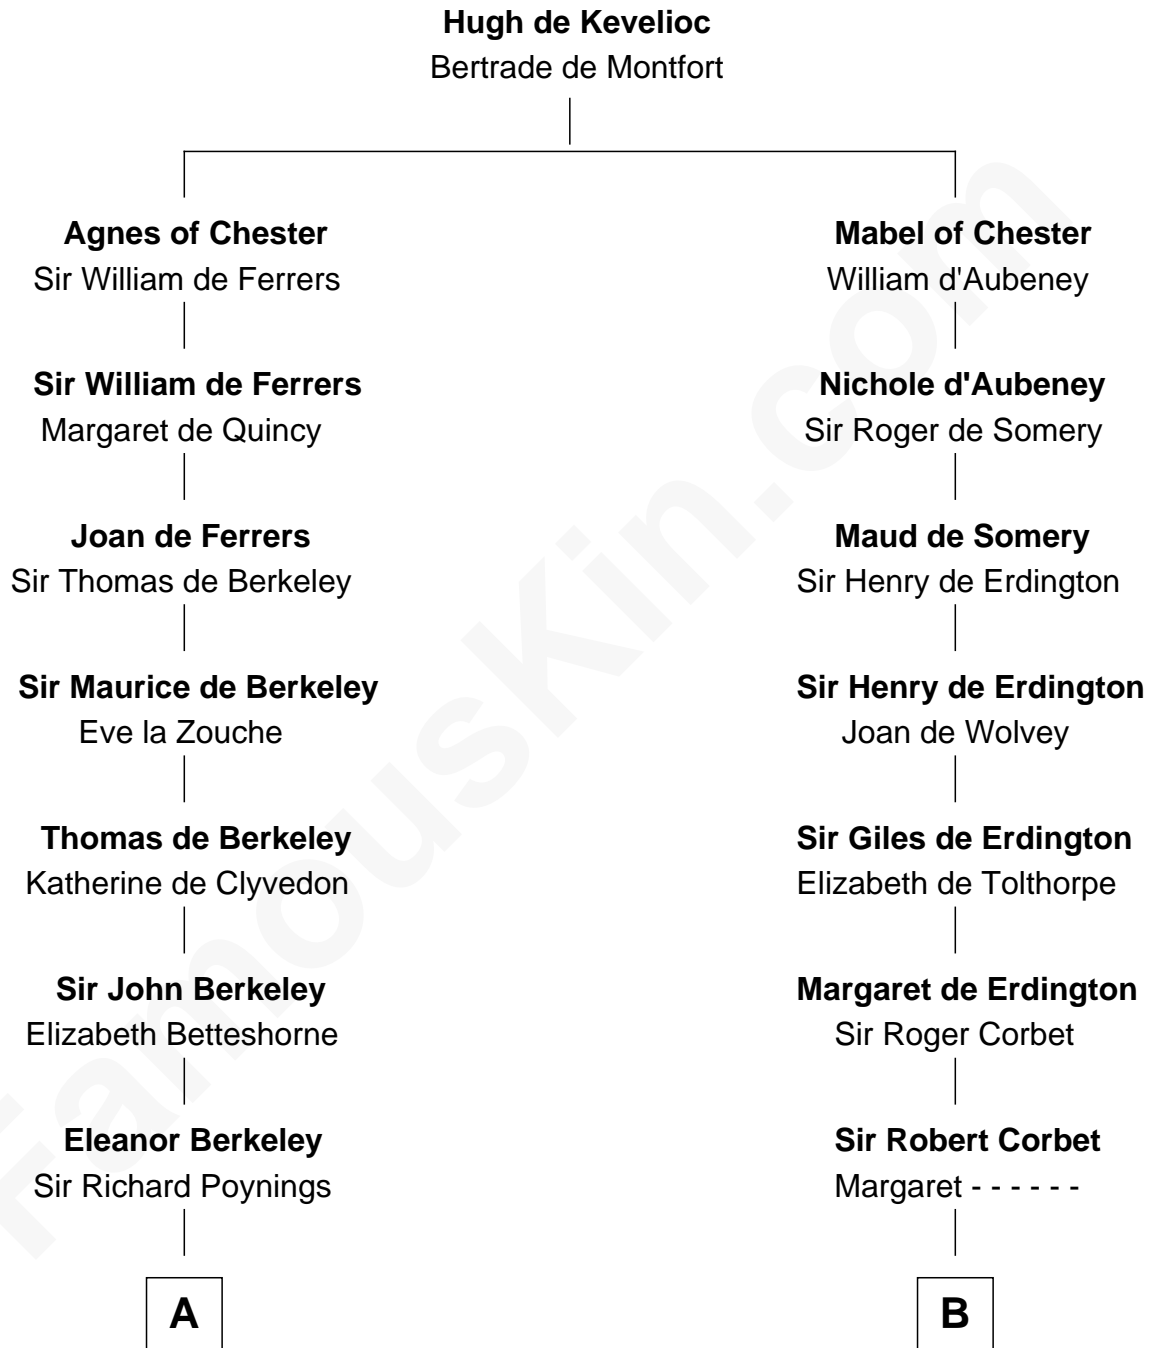 Hugh de Kevelioc
Bertrade de Montfort
Agnes of Chester
Sir William de Ferrers
Mabel of Chester
William d'Aubeney
Sir William de Ferrers
Margaret de Quincy
Nichole d'Aubeney
Sir Roger de Somery
Joan de Ferrers
Sir Thomas de Berkeley
Maud de Somery
Sir Henry de Erdington
Sir Maurice de Berkeley
Eve la Zouche
Sir Henry de Erdington
Joan de Wolvey
Thomas de Berkeley
Katherine de Clyvedon
Sir Giles de Erdington
Elizabeth de Tolthorpe
Sir John Berkeley
Elizabeth Betteshorne
Margaret de Erdington
Sir Roger Corbet
Eleanor Berkeley
Sir Richard Poynings
Sir Robert Corbet
Margaret - - - - - -
A
B
FamousKin.com